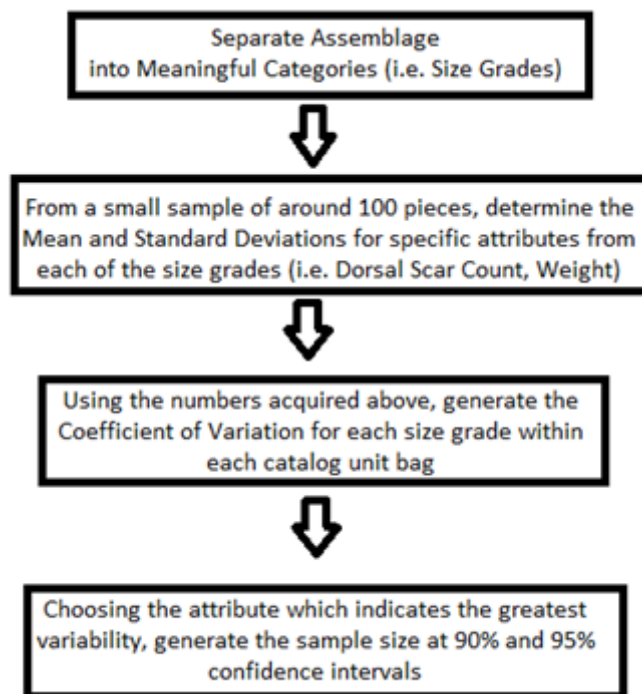 Separate Assemblage
into Meaningful Categories (i.e. Size Grades)
From a small sample of around 100 pieces, determine the
Mean and Standard Deviations for specific attributes from
each of the size grades (i.e. Dorsal Scar Count, Weight)
Using the numbers acquired above, generate the
Coefficient of Variation for each size grade within
each catalog unit bag
Choosing the attribute which indicates the greatest
variability, generate the sample size at 90% and 95%
confidence intervals